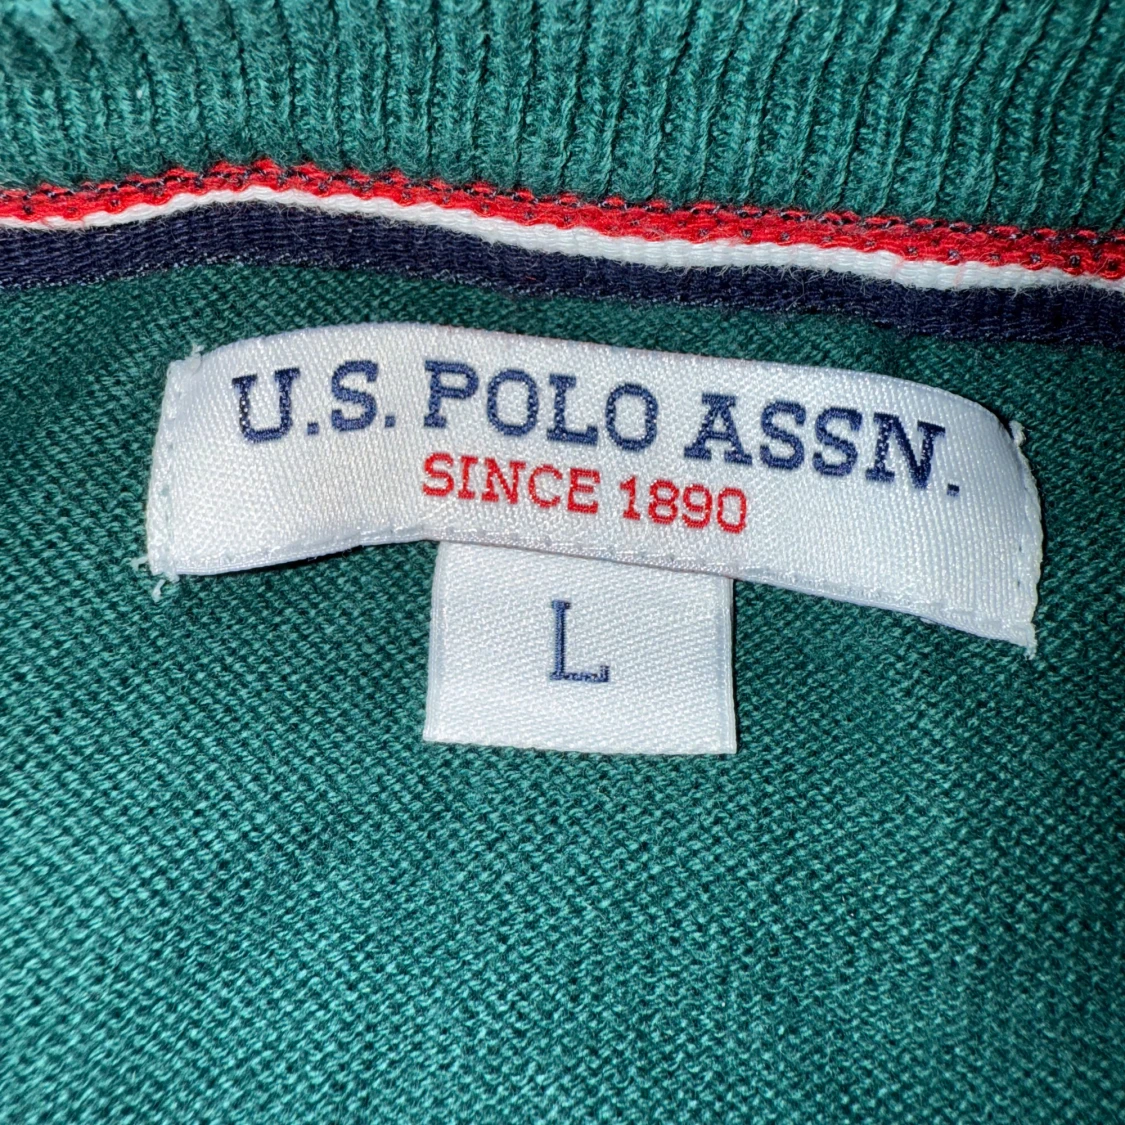 U.S. POLO ASSN.
SINCE 1890
L